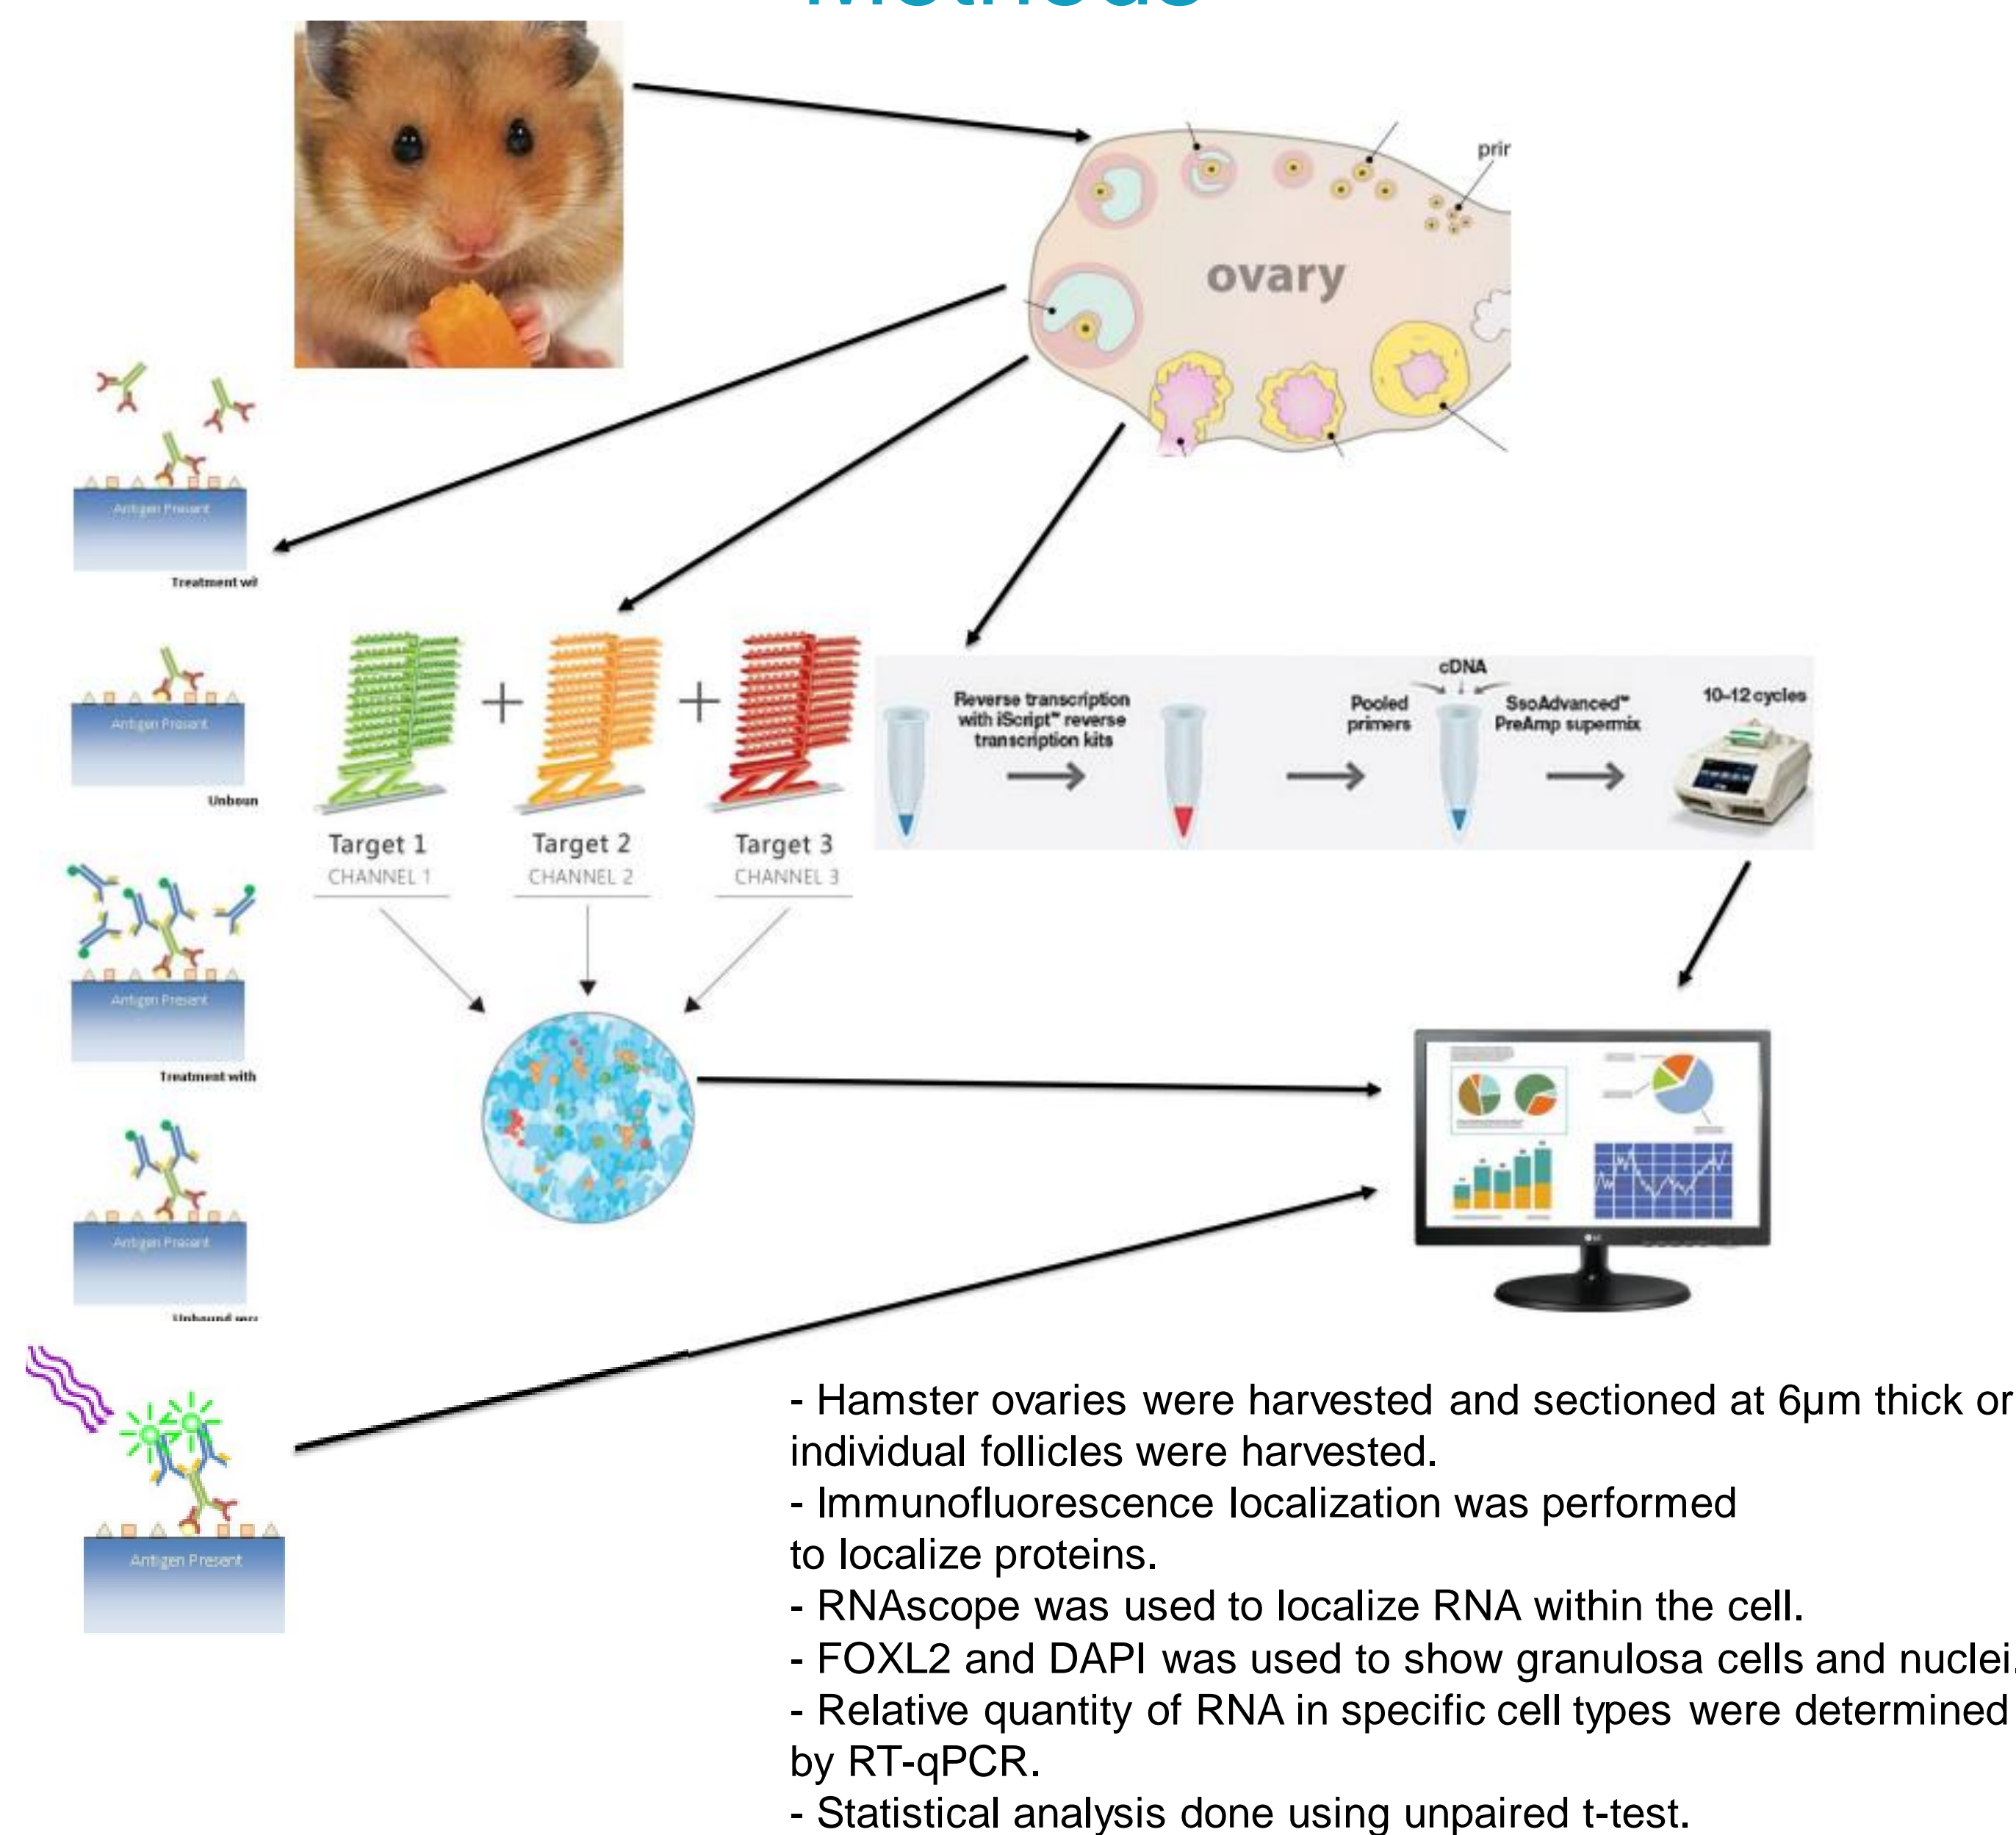 Methods
ovary
Antigen Present
Treatment
Antigen Present
Antigen Present
Treatment with
Antigen Present
Antigen Present
Target 1
CHANNEL 1
+
Target 2
CHANNEL 2
+
Target 3
CHANNEL 3
Reverse transcription
with iScript™ reverse
transcription kits
Pooled
primers
cDNA
SsoAdvanced™
PreAmp supermix
10–12 cycles
- Hamster ovaries were harvested and sectioned at 6μm thick or
individual follicles were harvested.
- Immunofluorescence localization was performed
to localize proteins.
- RNAscope was used to localize RNA within the cell.
- FOXL2 and DAPI was used to show granulosa cells and nuclei.
- Relative quantity of RNA in specific cell types were determined
by RT-qPCR.
- Statistical analysis done using unpaired t-test.